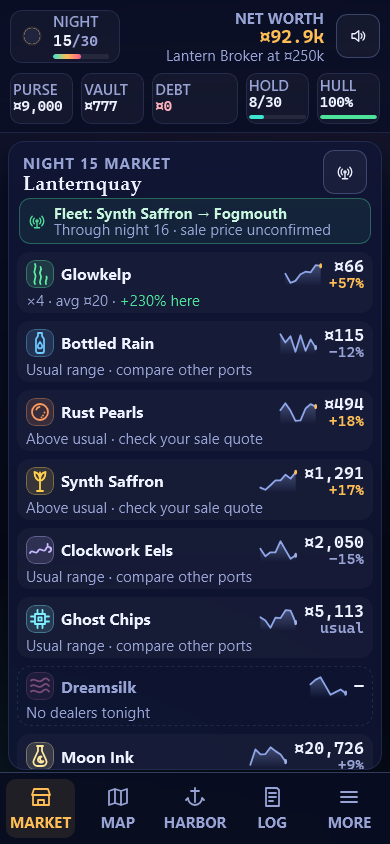 NIGHT
15/30
NET WORTH
¤92.9k
Lantern Broker at ¤250k
PURSE
¤9,000
VAULT
¤777
DEBT
¤0
HOLD
8/30
HULL
100%
NIGHT 15 MARKET
Lanternquay
Fleet: Synth Saffron → Fogmouth
Through night 16 · sale price unconfirmed
Glowkelp
¤66
+57%
×4 · avg ¤20 · +230% here
Bottled Rain
¤115
−12%
Usual range · compare other ports
Rust Pearls
¤494
+18%
Above usual · check your sale quote
Synth Saffron
¤1,291
+17%
Above usual · check your sale quote
Clockwork Eels
¤2,050
−15%
Usual range · compare other ports
Ghost Chips
¤5,113
usual
Usual range · compare other ports
Dreamsilk
—
No dealers tonight
Moon Ink
¤20,726
+9%
MARKET
MAP
HARBOR
LOG
MORE